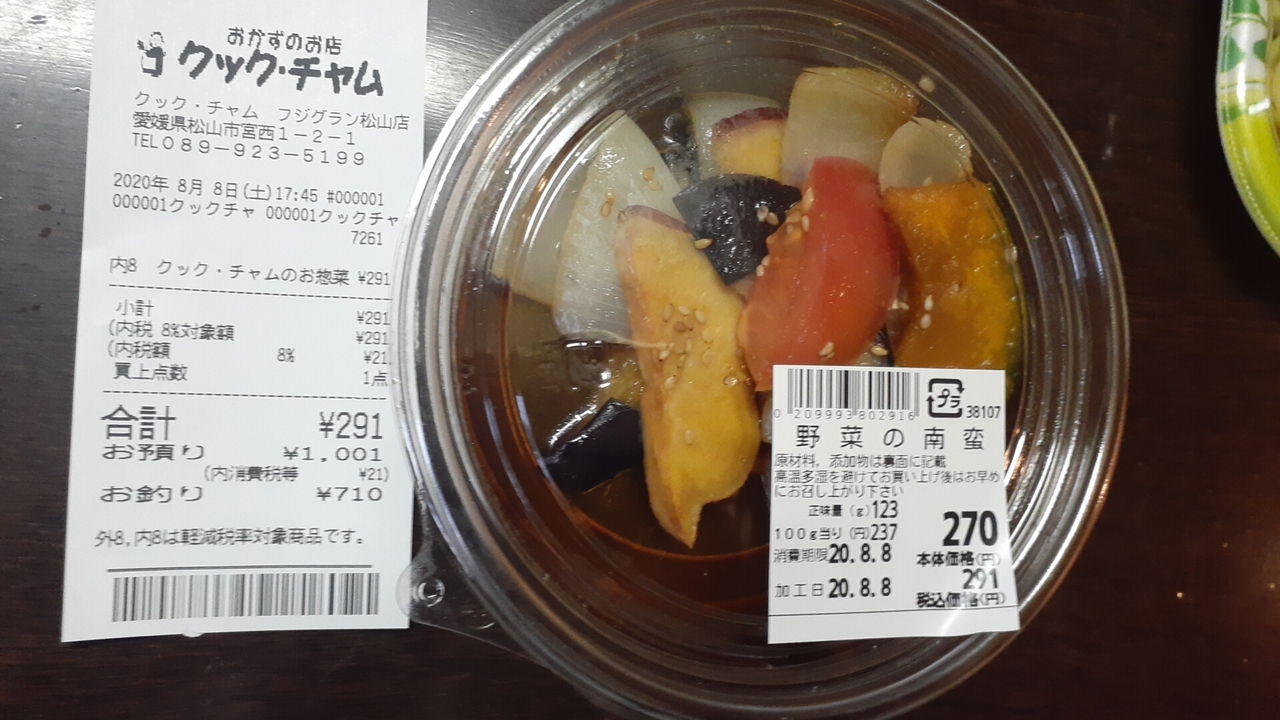 おかずのお店
クック・チャム
クック・チャム フジグラン松山店
愛媛県松山市宮西1-2-1
TEL089-923-5199
2020年 8月 8日(土)17:45 #000001
000001クックチャ 000001クックチャ
7261
内8 クック・チャムのお惣菜 ¥291
小計 ¥291
(内税 8%対象額 ¥291
(内税額 8% ¥21
買上点数 1点
合計 ¥291
お預り ¥1,001
(内消費税等 ¥21)
お釣り ¥710
外8,内8は軽減税率対象商品です。
プラ
0 209993 802916 38107
野菜の南蛮
原材料、添加物は裏面に記載
高温多湿を避けてお買い上げ後はお早め
にお召し上がり下さい
正味量(g)123
100g当り(円)237
270
消費期限20.8.8 本体価格(円)
291
加工日20.8.8 税込価格(円)